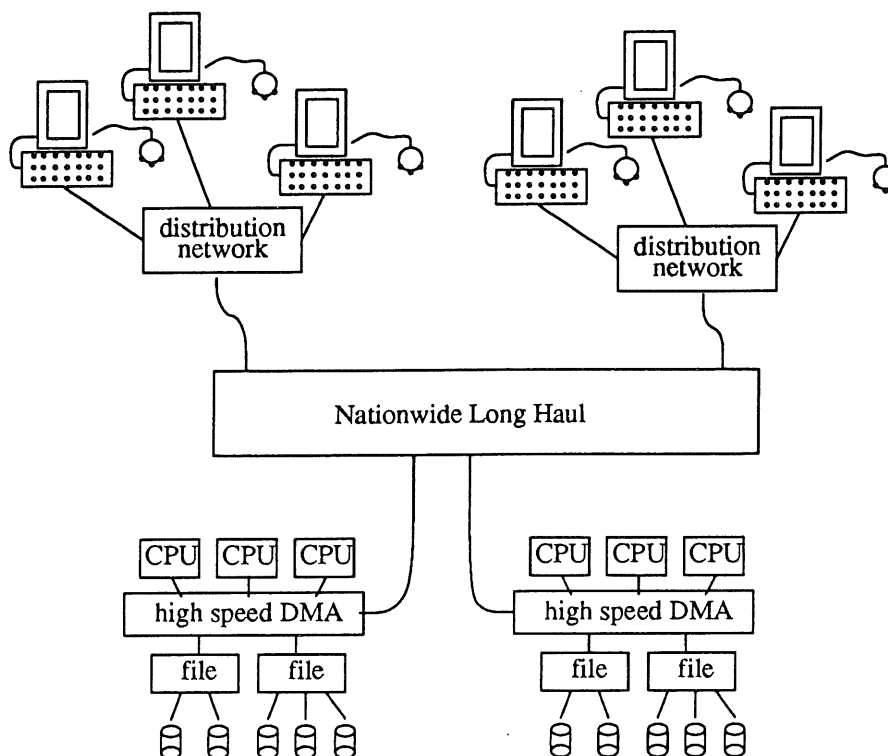 distribution
network
distribution
network
Nationwide Long Haul
CPU CPU CPU
CPU CPU CPU
high speed DMA
high speed DMA
file file
file file